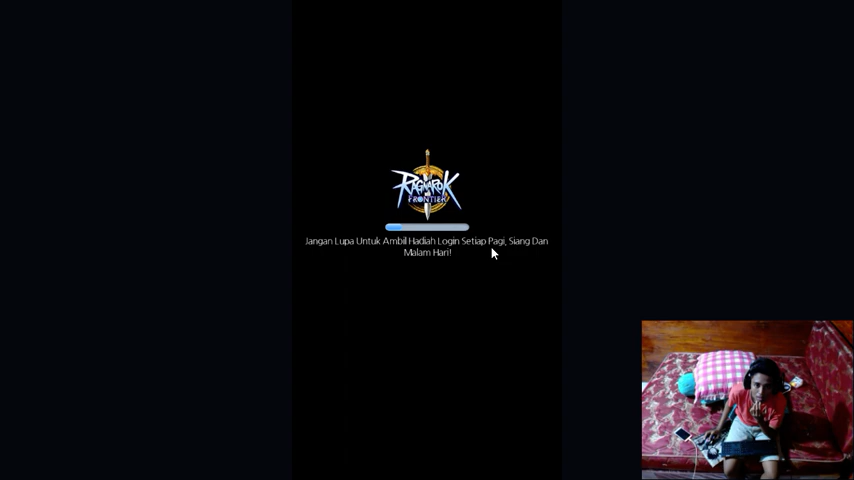 RAGNAROK
FRONTIER
Jangan Lupa Untuk Ambil Hadiah Login Setiap Pagi, Siang Dan
Malam Hari!